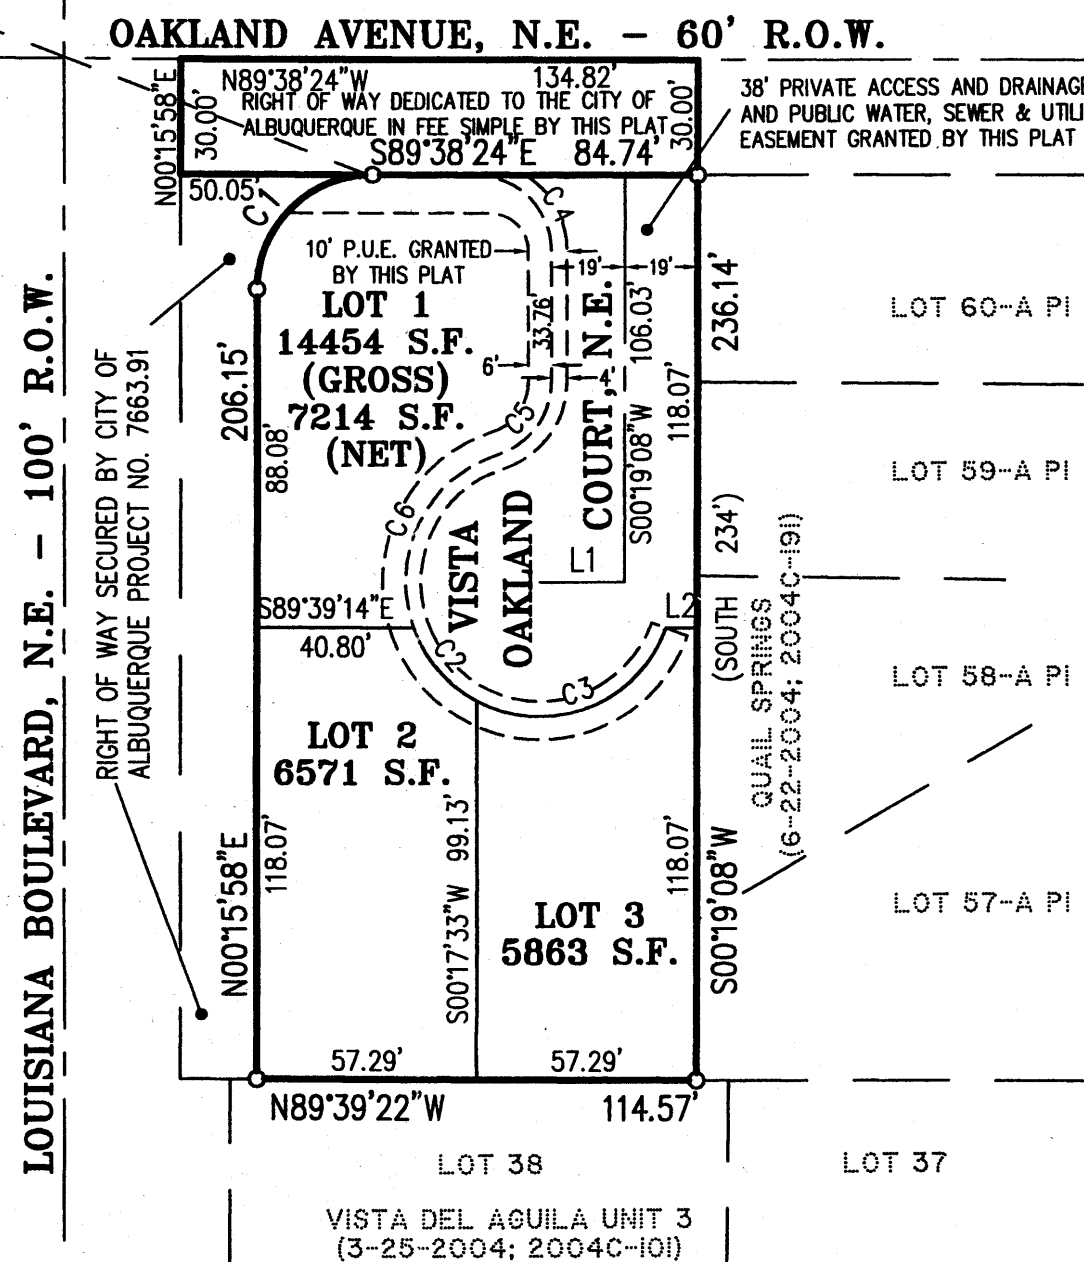 OAKLAND AVENUE, N.E. - 60' R.O.W.
N89°38'24"W 134.82'
RIGHT OF WAY DEDICATED TO THE CITY OF
ALBUQUERQUE IN FEE SIMPLE BY THIS PLAT
S89°38'24"E 84.74'
N00°15'58"E
30.00'
30.00'
50.05'
38' PRIVATE ACCESS AND DRAINAGE
AND PUBLIC WATER, SEWER & UTILI
EASEMENT GRANTED BY THIS PLAT
C1
C4
10' P.U.E. GRANTED
BY THIS PLAT
19'
19'
LOT 1
14454 S.F.
(GROSS)
7214 S.F.
(NET)
33.76'
6'
4'
C5
C6
106.03'
S00°19'08"W
118.07'
236.14'
206.15'
88.08'
VISTA
OAKLAND
COURT, N.E.
L1
L2
S89°39'14"E
40.80'
C2
C3
LOT 2
6571 S.F.
LOT 3
5863 S.F.
S00°17'33"W 99.13'
118.07'
118.07'
N00°15'58"E
S00°19'08"W
(SOUTH 234')
QUAIL SPRINGS
(6-22-2004; 2004C-191)
LOT 60-A P1
LOT 59-A P1
LOT 58-A P1
LOT 57-A P1
57.29'
57.29'
N89°39'22"W 114.57'
LOUISIANA BOULEVARD, N.E. - 100' R.O.W.
RIGHT OF WAY SECURED BY CITY OF
ALBUQUERQUE PROJECT NO. 7663.91
LOT 38
LOT 37
VISTA DEL AGUILA UNIT 3
(3-25-2004; 2004C-101)